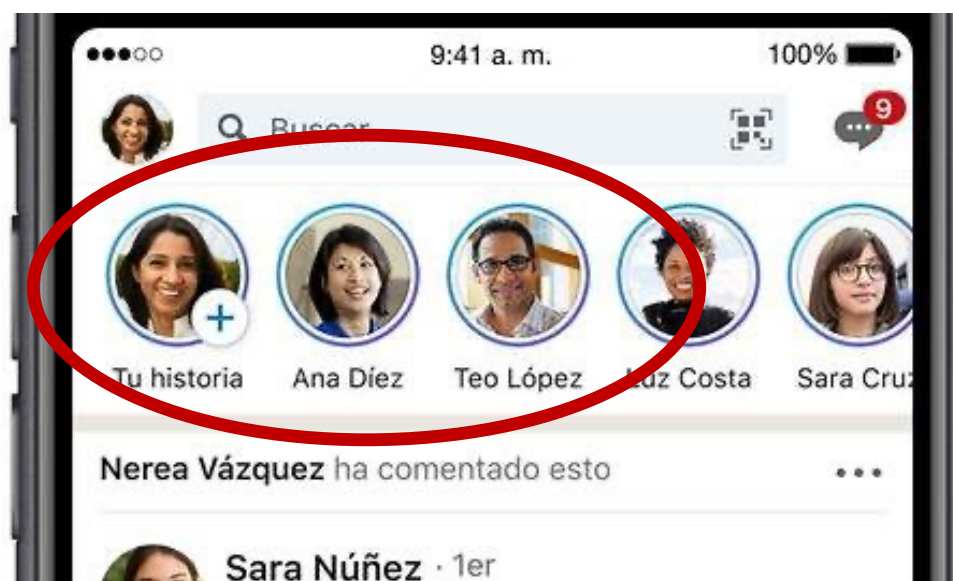 9:41 a. m.
100%
9
Buscar
Tu historia
Ana Díez
Teo López
Luz Costa
Sara Cruz
Nerea Vázquez ha comentado esto
Sara Núñez · 1er